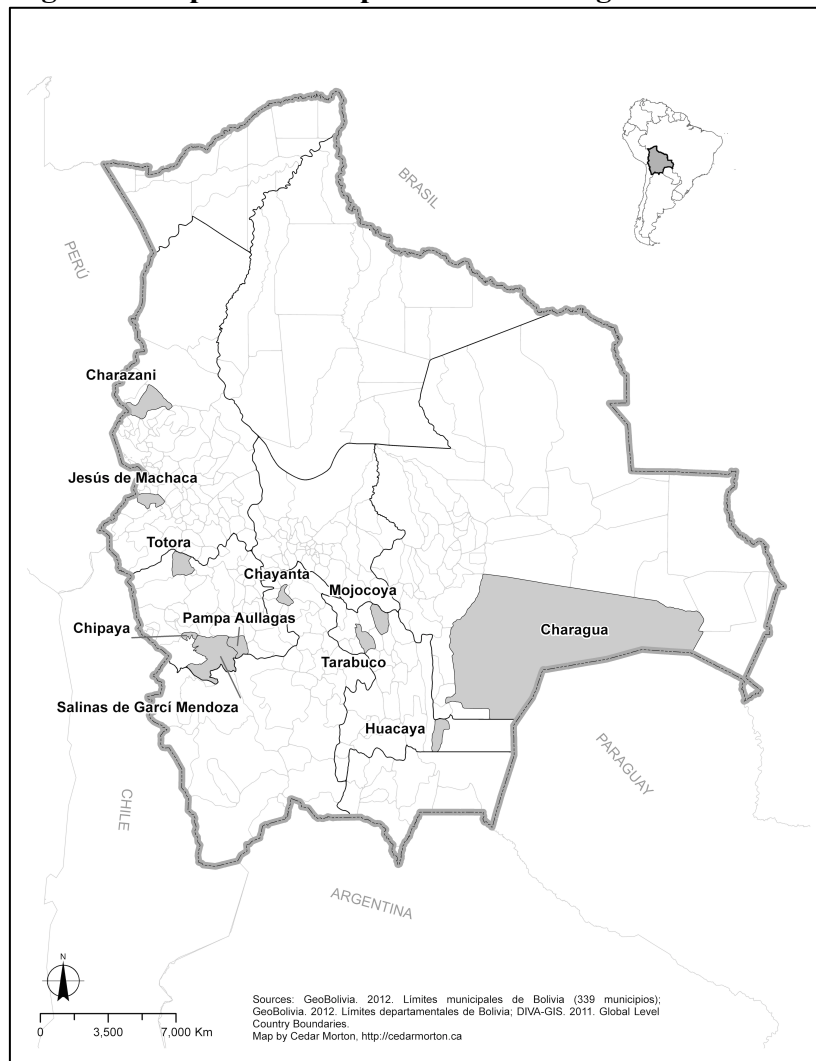 BRASIL
PERÚ
Charazani
Jesús de Machaca
Totora
Chayanta
Mojocoya
Chipaya
Pampa Aullagas
Charagua
Tarabuco
Salinas de Garcí Mendoza
Huacaya
PARAGUAY
CHILE
ARGENTINA
N
0 3,500 7,000 Km
Sources: GeoBolivia. 2012. Límites municipales de Bolivia (339 municipios);
GeoBolivia. 2012. Límites departamentales de Bolivia; DIVA-GIS. 2011. Global Level
Country Boundaries.
Map by Cedar Morton, http://cedarmorton.ca